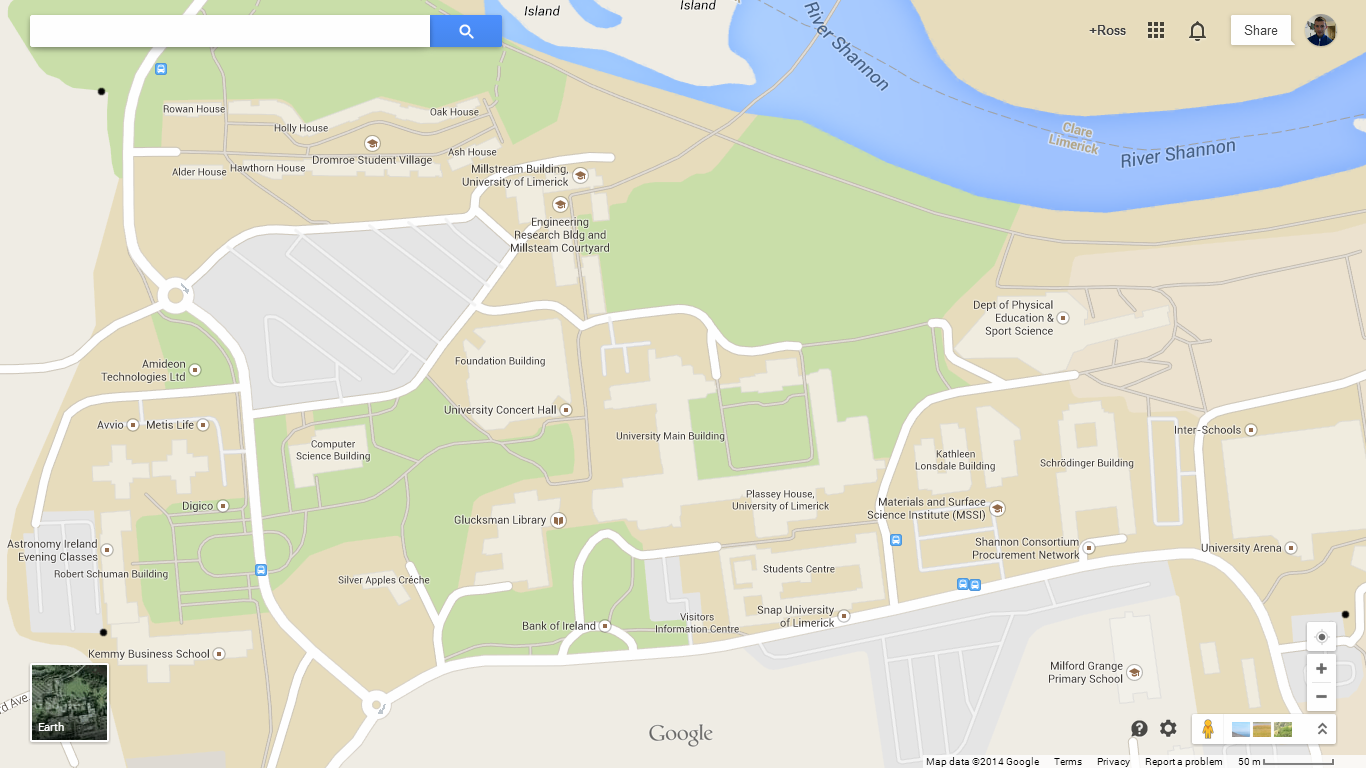 Island
Island
River Shannon
+Ross
Share
Rowan House
Holly House
Oak House
Dromroe Student Village
Ash House
Alder House
Hawthorn House
Millstream Building,
University of Limerick
Clare
Limerick
River Shannon
Engineering
Research Bldg and
Millsteam Courtyard
Dept of Physical
Education &
Sport Science
Amideon
Technologies Ltd
Foundation Building
University Concert Hall
Avvio
Metis Life
Computer
Science Building
University Main Building
Inter-Schools
Kathleen
Lonsdale Building
Schrödinger Building
Digico
Glucksman Library
Plassey House,
University of Limerick
Materials and Surface
Science Institute (MSSI)
Astronomy Ireland
Evening Classes
Robert Schuman Building
Silver Apples Crèche
Students Centre
Shannon Consortium
Procurement Network
University Arena
Bank of Ireland
Visitors
Information Centre
Snap University
of Limerick
Kemmy Business School
Milford Grange
Primary School
Earth
Google
Map data ©2014 Google
Terms
Privacy
Report a problem
50 m